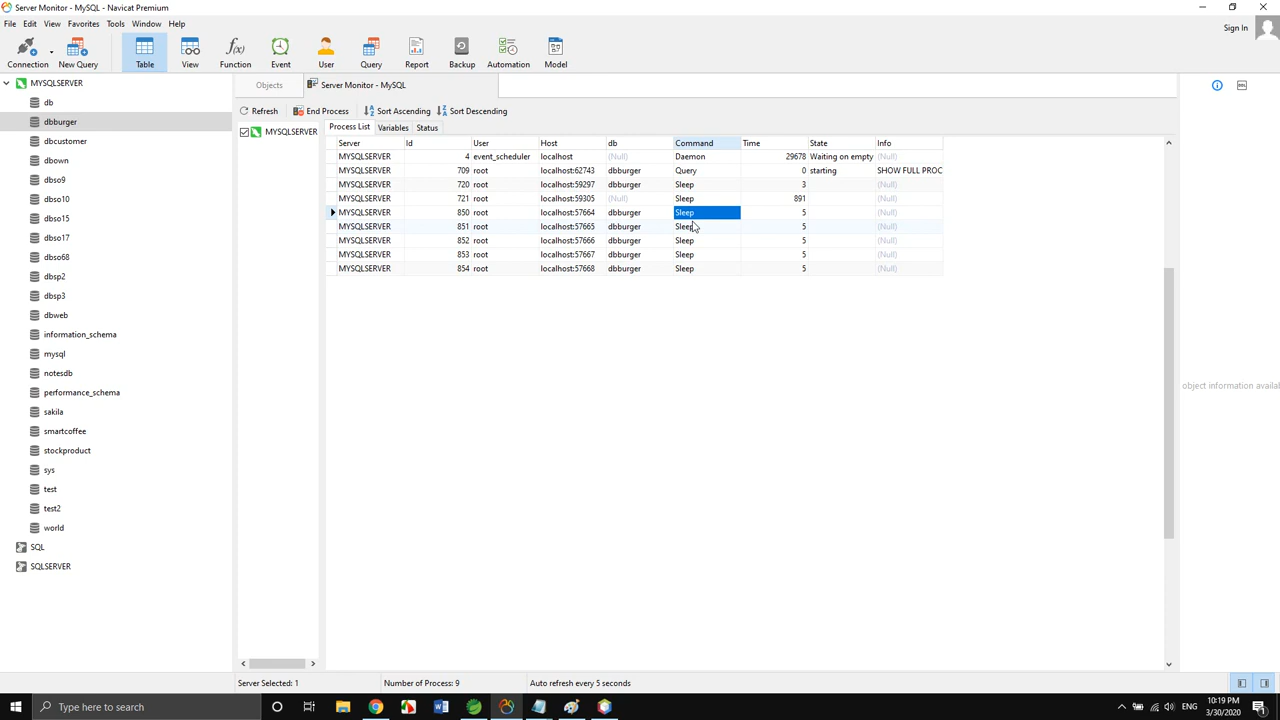 Server Monitor - MySQL - Navicat Premium
File Edit View Favorites Tools Window Help
Sign In
Connection New Query Table View Function Event User Query Report Backup Automation Model
MYSQLSERVER
db
dbburger
dbcustomer
dbown
dbso9
dbso10
dbso15
dbso17
dbso68
dbsp2
dbsp3
dbweb
information_schema
mysql
notesdb
performance_schema
sakila
smartcoffee
stockproduct
sys
test
test2
world
SQL
SQLSERVER
Objects Server Monitor - MySQL
Refresh End Process Sort Ascending Sort Descending
MYSQLSERVER
Process List Variables Status
Server Id User Host db Command Time State Info
MYSQLSERVER 4 event_scheduler localhost (Null) Daemon 29678 Waiting on empty (Null)
MYSQLSERVER 709 root localhost:62743 dbburger Query 0 starting SHOW FULL PROC
MYSQLSERVER 720 root localhost:59297 dbburger Sleep 3 (Null)
MYSQLSERVER 721 root localhost:59305 (Null) Sleep 891 (Null)
MYSQLSERVER 850 root localhost:57664 dbburger Sleep 5 (Null)
MYSQLSERVER 851 root localhost:57665 dbburger Sleep 5 (Null)
MYSQLSERVER 852 root localhost:57666 dbburger Sleep 5 (Null)
MYSQLSERVER 853 root localhost:57667 dbburger Sleep 5 (Null)
MYSQLSERVER 854 root localhost:57668 dbburger Sleep 5 (Null)
object information availal
Server Selected: 1 Number of Process: 9 Auto refresh every 5 seconds
Type here to search
ENG
10:19 PM
3/30/2020
1